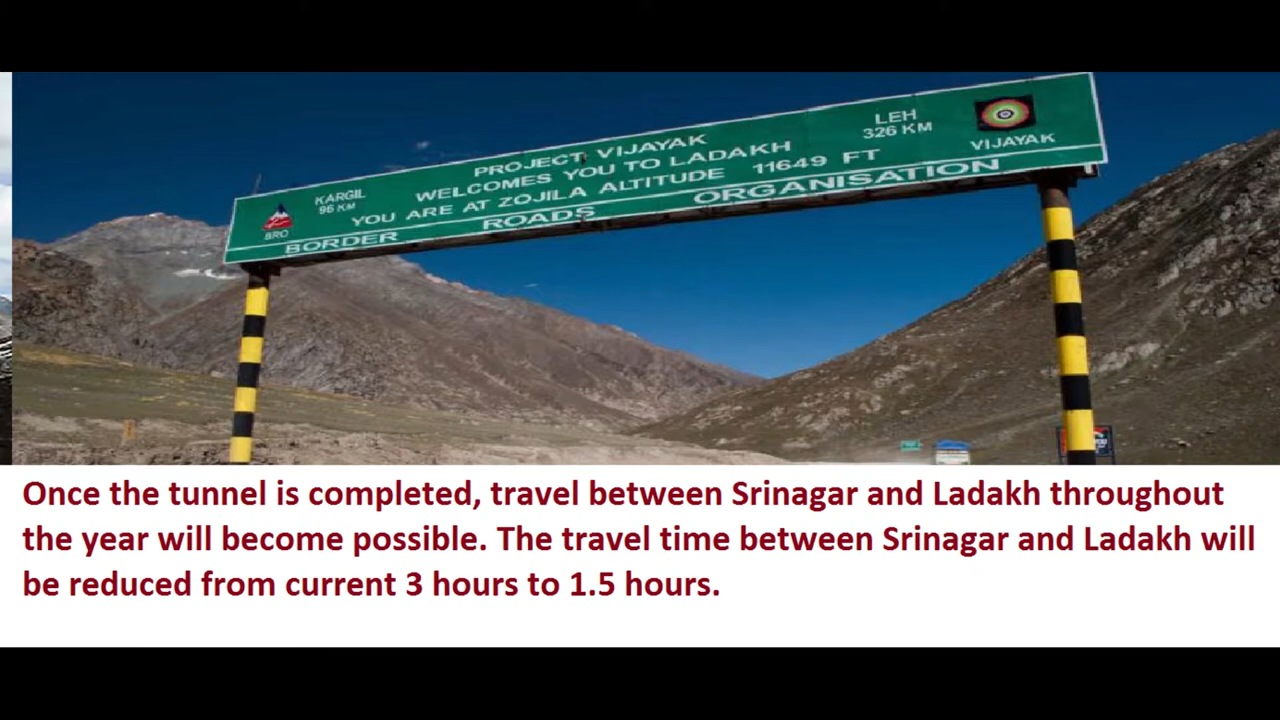 PROJECT VIJAYAK
WELCOMES YOU TO LADAKH
YOU ARE AT ZOJILA ALTITUDE 11649 FT
KARGIL
96 KM
LEH
326 KM
BRO
VIJAYAK
BORDER ROADS ORGANISATION
Once the tunnel is completed, travel between Srinagar and Ladakh throughout
the year will become possible. The travel time between Srinagar and Ladakh will
be reduced from current 3 hours to 1.5 hours.